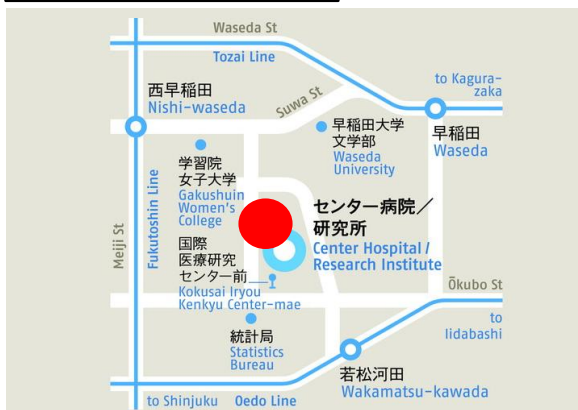 Waseda St
Tozai Line
to Kagura-
zaka
西早稲田
Nishi-waseda
Suwa St
早稲田大学
文学部
Waseda
University
早稲田
Waseda
学習院
女子大学
Gakushuin
Women's
College
Meiji St
Fukutoshin Line
センター病院／
研究所
Center Hospital /
Research Institute
国際
医療研究
センター前
Kokusai Iryou
Kenkyu Center-mae
Ōkubo St
to
Iidabashi
統計局
Statistics
Bureau
若松河田
Wakamatsu-kawada
to Shinjuku
Oedo Line